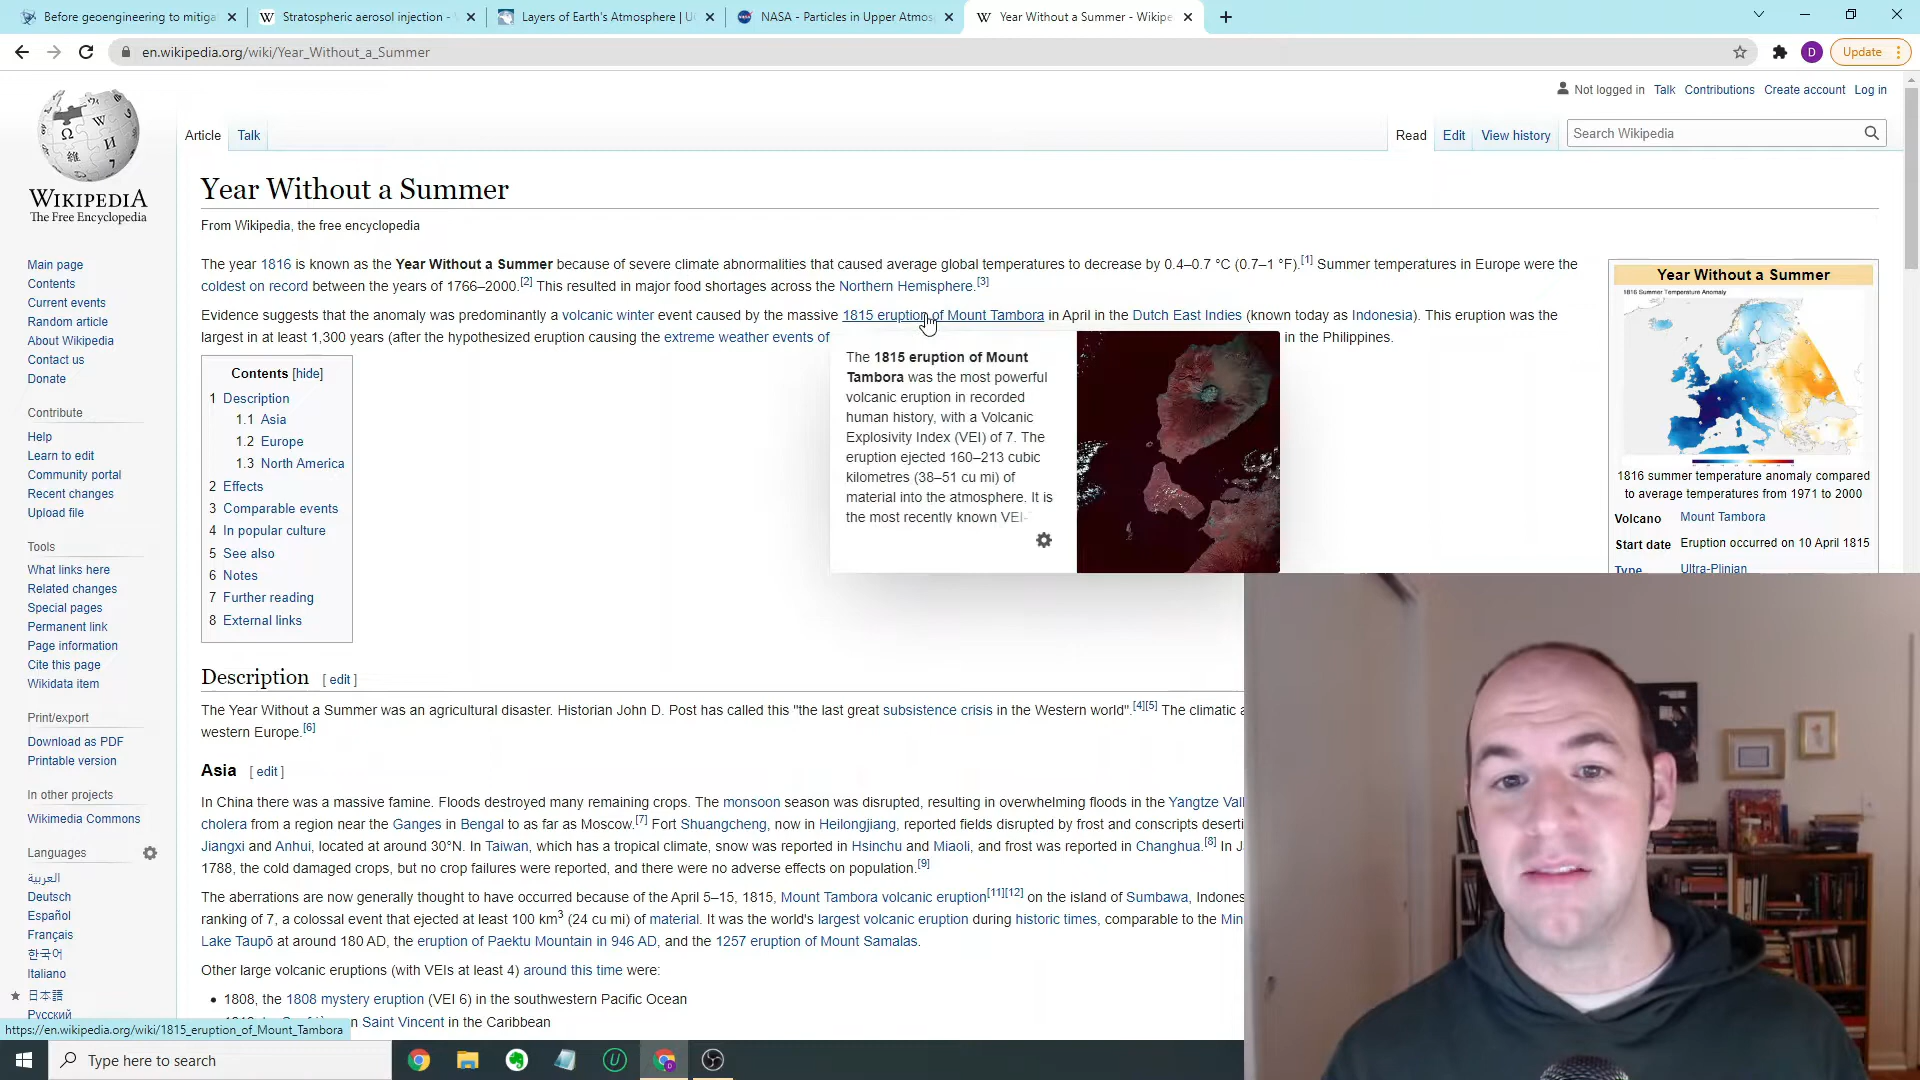 Before geoengineering to mitiga
Stratospheric aerosol injection -
Layers of Earth's Atmosphere | U
NASA - Particles in Upper Atmos
Year Without a Summer - Wikipe
en.wikipedia.org/wiki/Year_Without_a_Summer
D
Update
Not logged in Talk Contributions Create account Log in
WIKIPEDIA
The Free Encyclopedia
Article Talk
Read Edit View history
Search Wikipedia
Year Without a Summer
From Wikipedia, the free encyclopedia
The year 1816 is known as the Year Without a Summer because of severe climate abnormalities that caused average global temperatures to decrease by 0.4–0.7 °C (0.7–1 °F).[1] Summer temperatures in Europe were the
coldest on record between the years of 1766–2000.[2] This resulted in major food shortages across the Northern Hemisphere.[3]
Evidence suggests that the anomaly was predominantly a volcanic winter event caused by the massive 1815 eruption of Mount Tambora in April in the Dutch East Indies (known today as Indonesia). This eruption was the
largest in at least 1,300 years (after the hypothesized eruption causing the extreme weather events of
in the Philippines.
The 1815 eruption of Mount
Tambora was the most powerful
volcanic eruption in recorded
human history, with a Volcanic
Explosivity Index (VEI) of 7. The
eruption ejected 160–213 cubic
kilometres (38–51 cu mi) of
material into the atmosphere. It is
the most recently known VEI-
Year Without a Summer
1816 Summer Temperature Anomaly
1816 summer temperature anomaly compared
to average temperatures from 1971 to 2000
Volcano Mount Tambora
Start date Eruption occurred on 10 April 1815
Type Ultra-Plinian
Main page
Contents
Current events
Random article
About Wikipedia
Contact us
Donate
Contribute
Help
Learn to edit
Community portal
Recent changes
Upload file
Tools
What links here
Related changes
Special pages
Permanent link
Page information
Cite this page
Wikidata item
Print/export
Download as PDF
Printable version
In other projects
Wikimedia Commons
Languages
العربية
Deutsch
Español
Français
한국어
Italiano
日本語
Русский
Contents [hide]
1 Description
1.1 Asia
1.2 Europe
1.3 North America
2 Effects
3 Comparable events
4 In popular culture
5 See also
6 Notes
7 Further reading
8 External links
Description [ edit ]
The Year Without a Summer was an agricultural disaster. Historian John D. Post has called this "the last great subsistence crisis in the Western world".[4][5] The climatic a
western Europe.[6]
Asia [ edit ]
In China there was a massive famine. Floods destroyed many remaining crops. The monsoon season was disrupted, resulting in overwhelming floods in the Yangtze Vall
cholera from a region near the Ganges in Bengal to as far as Moscow.[7] Fort Shuangcheng, now in Heilongjiang, reported fields disrupted by frost and conscripts deserti
Jiangxi and Anhui, located at around 30°N. In Taiwan, which has a tropical climate, snow was reported in Hsinchu and Miaoli, and frost was reported in Changhua.[8] In J
1788, the cold damaged crops, but no crop failures were reported, and there were no adverse effects on population.[9]
The aberrations are now generally thought to have occurred because of the April 5–15, 1815, Mount Tambora volcanic eruption[11][12] on the island of Sumbawa, Indones
ranking of 7, a colossal event that ejected at least 100 km3 (24 cu mi) of material. It was the world's largest volcanic eruption during historic times, comparable to the Min
Lake Taupō at around 180 AD, the eruption of Paektu Mountain in 946 AD, and the 1257 eruption of Mount Samalas.
Other large volcanic eruptions (with VEIs at least 4) around this time were:
1808, the 1808 mystery eruption (VEI 6) in the southwestern Pacific Ocean
Saint Vincent in the Caribbean
https://en.wikipedia.org/wiki/1815_eruption_of_Mount_Tambora
Type here to search